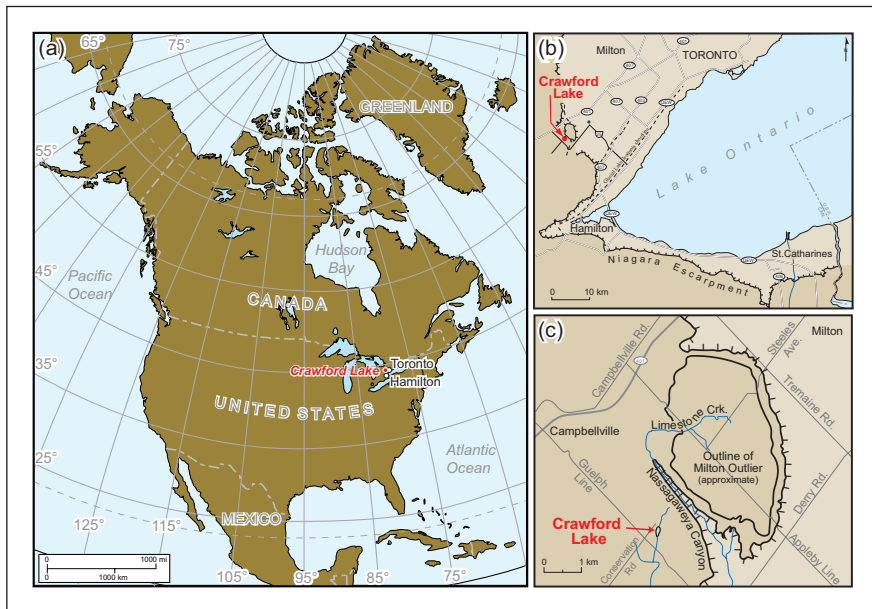 (a)
65°
75°
GREENLAND
55°
45°
35°
25°
Pacific
Ocean
Hudson
Bay
CANADA
Crawford Lake
Toronto
Hamilton
UNITED STATES
Atlantic
Ocean
MEXICO
125°
115°
105°
95°
85°
75°
0
1000 mi
0
1000 km
(b)
Milton
TORONTO
Crawford
Lake
Lake Ontario
Hamilton
Niagara Escarpment
St.Catharines
0
10 km
(c)
Campbellville Rd.
401
Steeles
Ave.
Milton
Tremaine Rd.
Limestone Crk.
Campbellville
Outline of
Milton Outlier
(approximate)
Guelph
Line
Nassagaweya Canyon
Derry Rd.
Crawford
Lake
Conservation
Rd
Appleby Line
0
1 km